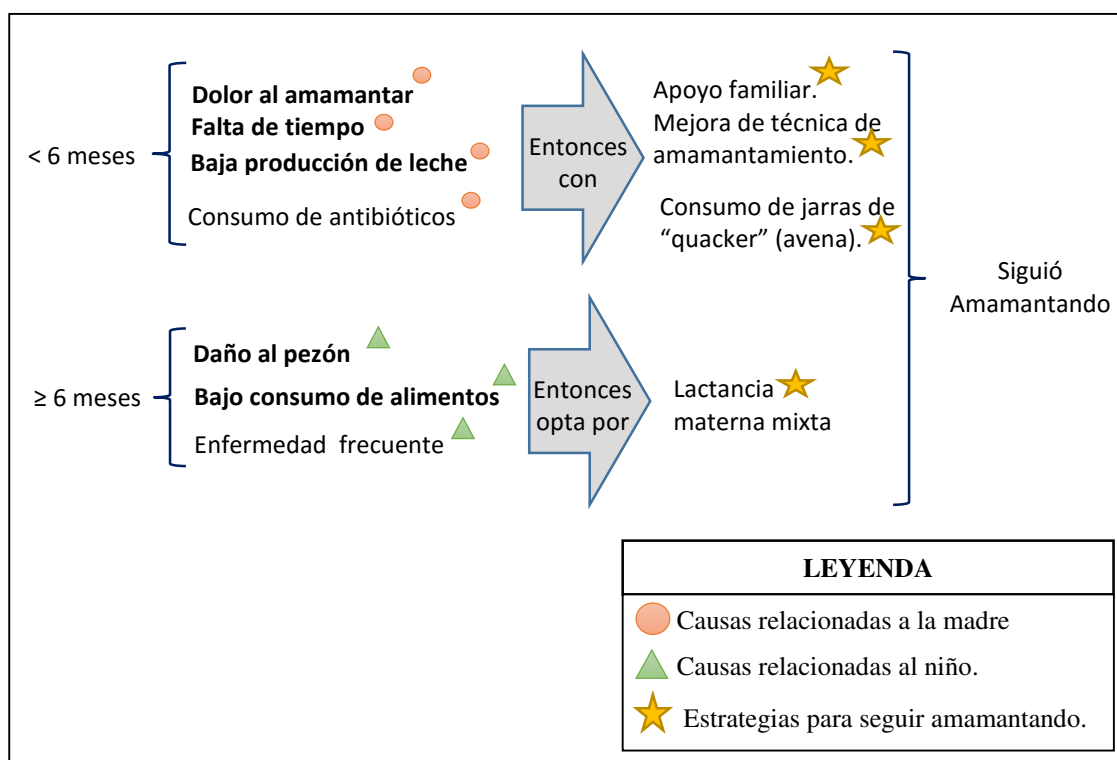 < 6 meses
Dolor al amamantar
Falta de tiempo
Baja producción de leche
Consumo de antibióticos
Entonces
con
Apoyo familiar.
Mejora de técnica de
amamantamiento.
Consumo de jarras de
“quacker” (avena).
≥ 6 meses
Daño al pezón
Bajo consumo de alimentos
Enfermedad frecuente
Entonces
opta por
Lactancia
materna mixta
Siguió
Amamantando
LEYENDA
Causas relacionadas a la madre
Causas relacionadas al niño.
Estrategias para seguir amamantando.